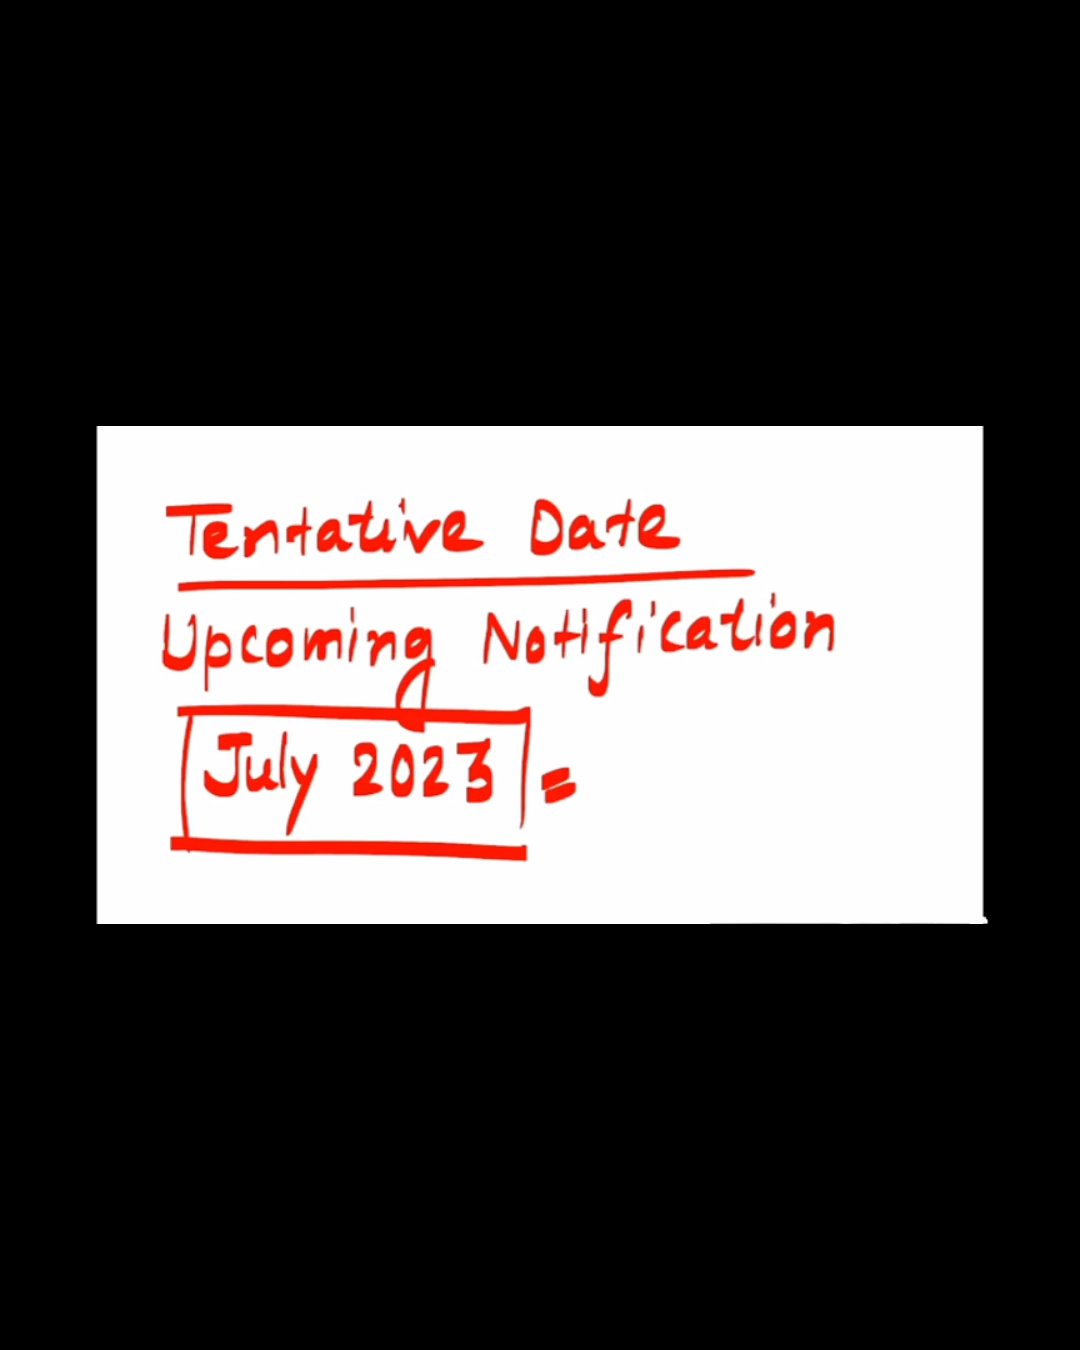 Tentative Date
Upcoming Notification
July 2023 =